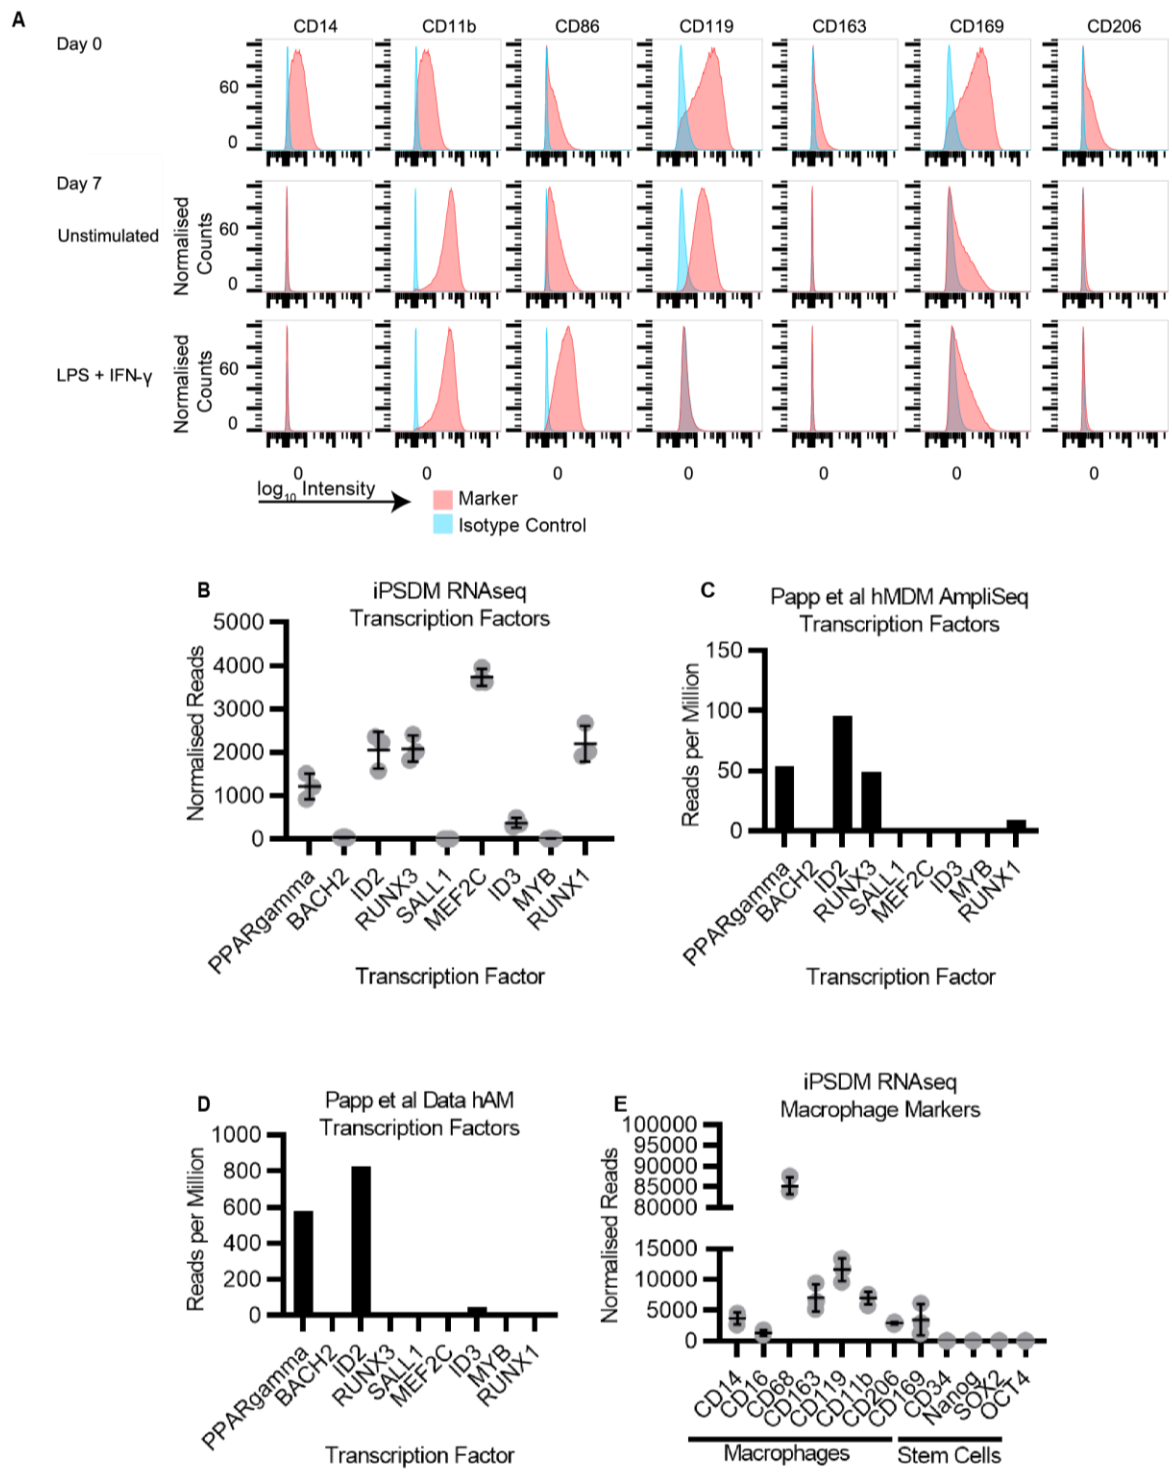 A
CD14 CD11b CD86 CD119 CD163 CD169 CD206
Day 0
60
0
Day 7
Unstimulated
Normalised
Counts
60
0
LPS + IFN-γ
Normalised
Counts
60
0
0 0 0 0 0 0 0
log10 Intensity
Marker
Isotype Control
B
iPSDM RNAseq
Transcription Factors
Normalised Reads
5000
4000
3000
2000
1000
0
PPARgamma BACH2 ID2 RUNX3 SALL1 MEF2C ID3 MYB RUNX1
Transcription Factor
C
Papp et al hMDM AmpliSeq
Transcription Factors
Reads per Million
150
100
50
0
PPARgamma BACH2 ID2 RUNX3 SALL1 MEF2C ID3 MYB RUNX1
Transcription Factor
D
Papp et al Data hAM
Transcription Factors
Reads per Million
1000
800
600
400
200
0
PPARgamma BACH2 ID2 RUNX3 SALL1 MEF2C ID3 MYB RUNX1
Transcription Factor
E
iPSDM RNAseq
Macrophage Markers
Normalised Reads
100000
95000
90000
85000
80000
15000
10000
5000
0
CD14 CD16 CD68 CD163 CD119 CD11b CD206 CD169 CD34 Nanog SOX2 OCT4
Macrophages Stem Cells